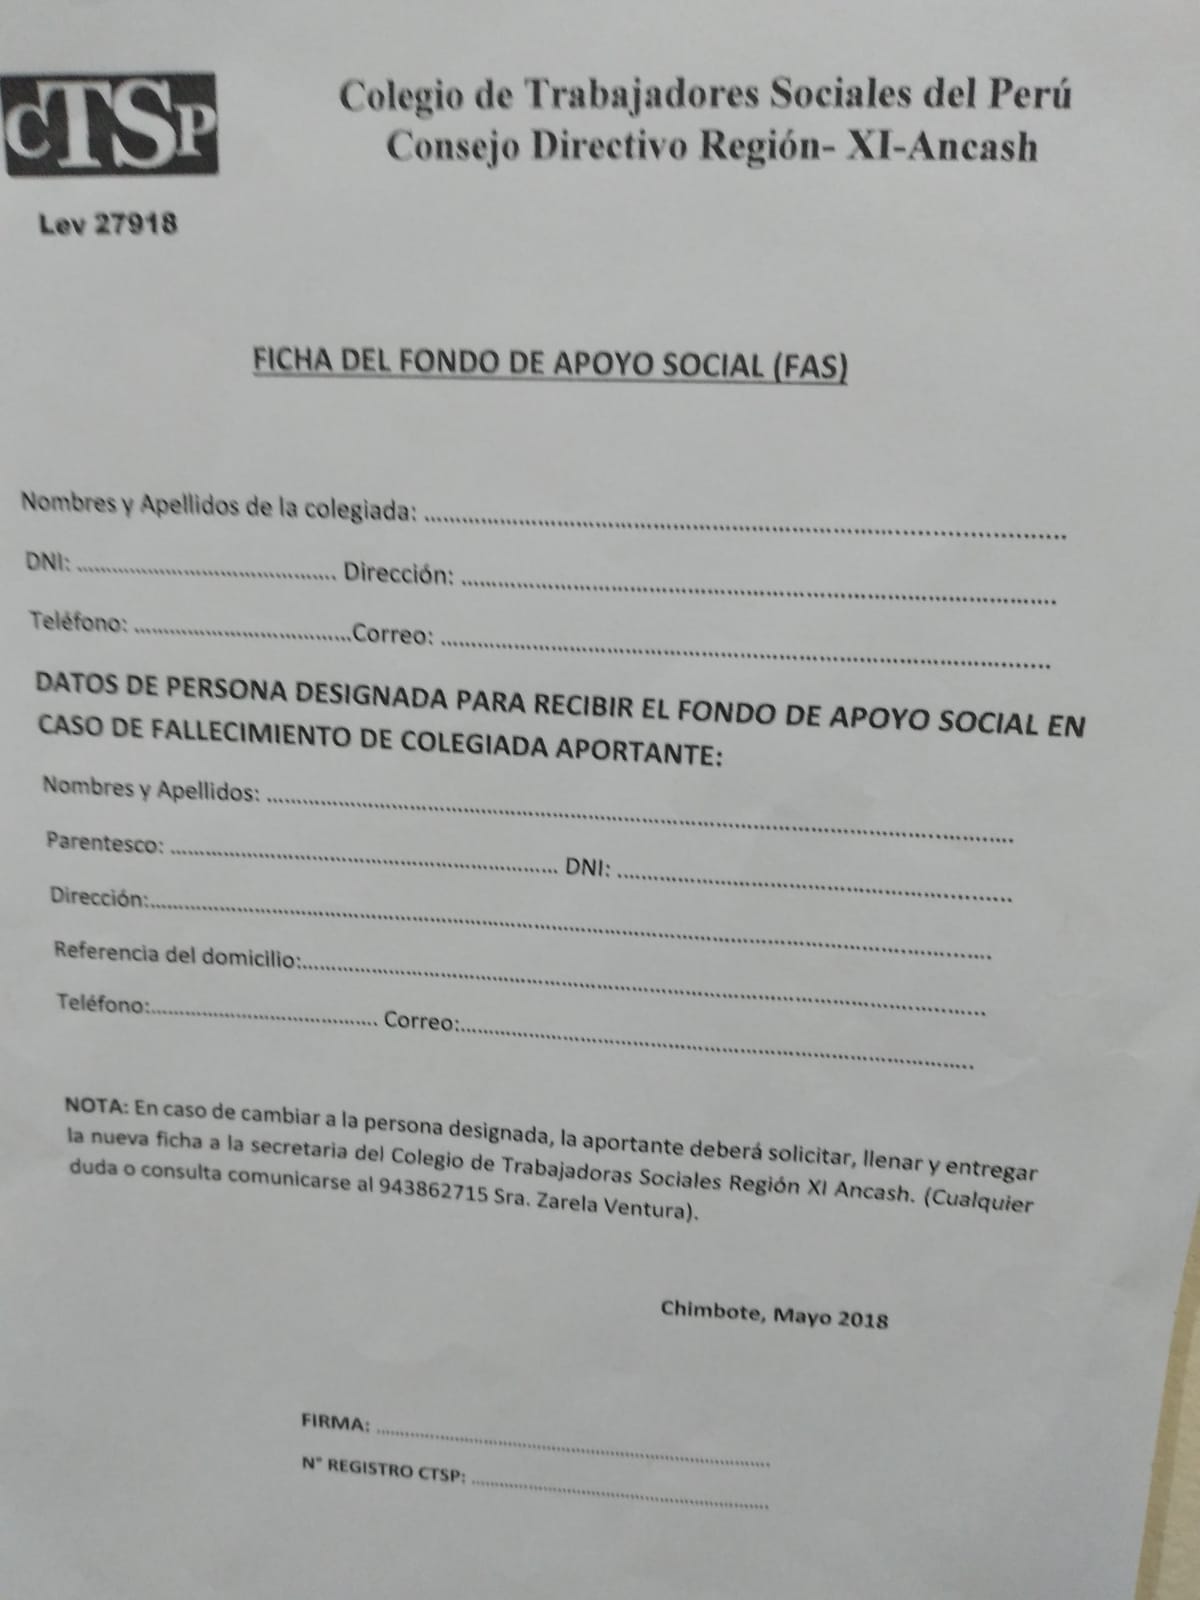 CTSP
Colegio de Trabajadores Sociales del Perú
Consejo Directivo Región- XI-Ancash
Lev 27918
FICHA DEL FONDO DE APOYO SOCIAL (FAS)
Nombres y Apellidos de la colegiada: ........................................................................
DNI: ........................................ Dirección: ........................................................................
Teléfono: ........................................Correo: ........................................................................
DATOS DE PERSONA DESIGNADA PARA RECIBIR EL FONDO DE APOYO SOCIAL EN
CASO DE FALLECIMIENTO DE COLEGIADA APORTANTE:
Nombres y Apellidos: ........................................................................
Parentesco: ........................................ DNI: ........................................
Dirección:........................................................................
Referencia del domicilio:........................................................................
Teléfono:........................................ Correo:........................................................................
NOTA: En caso de cambiar a la persona designada, la aportante deberá solicitar, llenar y entregar
la nueva ficha a la secretaria del Colegio de Trabajadoras Sociales Región XI Ancash. (Cualquier
duda o consulta comunicarse al 943862715 Sra. Zarela Ventura).
Chimbote, Mayo 2018
FIRMA: ........................................................................
N° REGISTRO CTSP: ........................................................